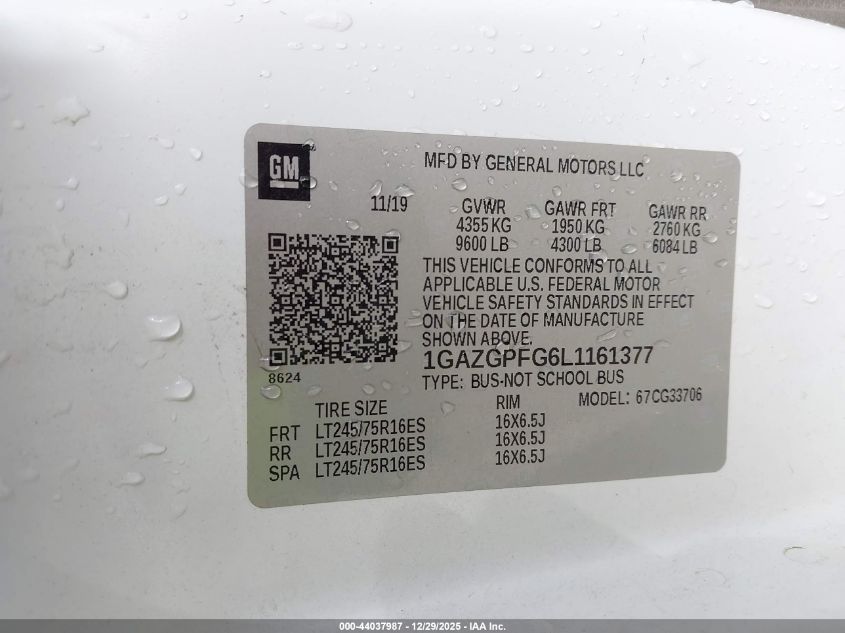 GM
MFD BY GENERAL MOTORS LLC
11/19
GVWR GAWR FRT GAWR RR
4355 KG 1950 KG 2760 KG
9600 LB 4300 LB 6084 LB
THIS VEHICLE CONFORMS TO ALL
APPLICABLE U.S. FEDERAL MOTOR
VEHICLE SAFETY STANDARDS IN EFFECT
ON THE DATE OF MANUFACTURE
SHOWN ABOVE.
1GAZGPFG6L1161377
8624
TYPE: BUS-NOT SCHOOL BUS
MODEL: 67CG33706
TIRE SIZE RIM
FRT LT245/75R16ES 16X6.5J
RR LT245/75R16ES 16X6.5J
SPA LT245/75R16ES 16X6.5J
000-44037987 - 12/29/2025 - IAA Inc.